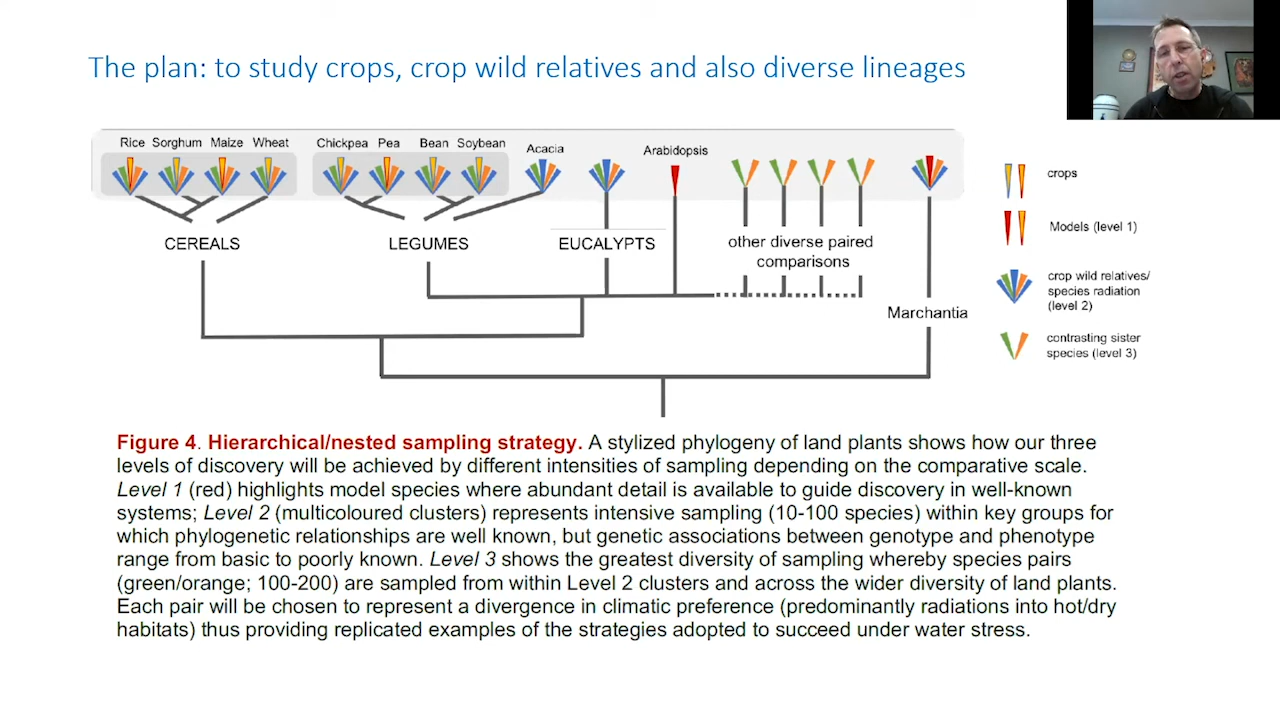 The plan: to study crops, crop wild relatives and also diverse lineages
Rice Sorghum Maize Wheat Chickpea Pea Bean Soybean Acacia Arabidopsis
CEREALS LEGUMES EUCALYPTS other diverse paired
comparisons
Marchantia
crops
Models (level 1)
crop wild relatives/
species radiation
(level 2)
contrasting sister
species (level 3)
Figure 4. Hierarchical/nested sampling strategy. A stylized phylogeny of land plants shows how our three
levels of discovery will be achieved by different intensities of sampling depending on the comparative scale.
Level 1 (red) highlights model species where abundant detail is available to guide discovery in well-known
systems; Level 2 (multicoloured clusters) represents intensive sampling (10-100 species) within key groups for
which phylogenetic relationships are well known, but genetic associations between genotype and phenotype
range from basic to poorly known. Level 3 shows the greatest diversity of sampling whereby species pairs
(green/orange; 100-200) are sampled from within Level 2 clusters and across the wider diversity of land plants.
Each pair will be chosen to represent a divergence in climatic preference (predominantly radiations into hot/dry
habitats) thus providing replicated examples of the strategies adopted to succeed under water stress.